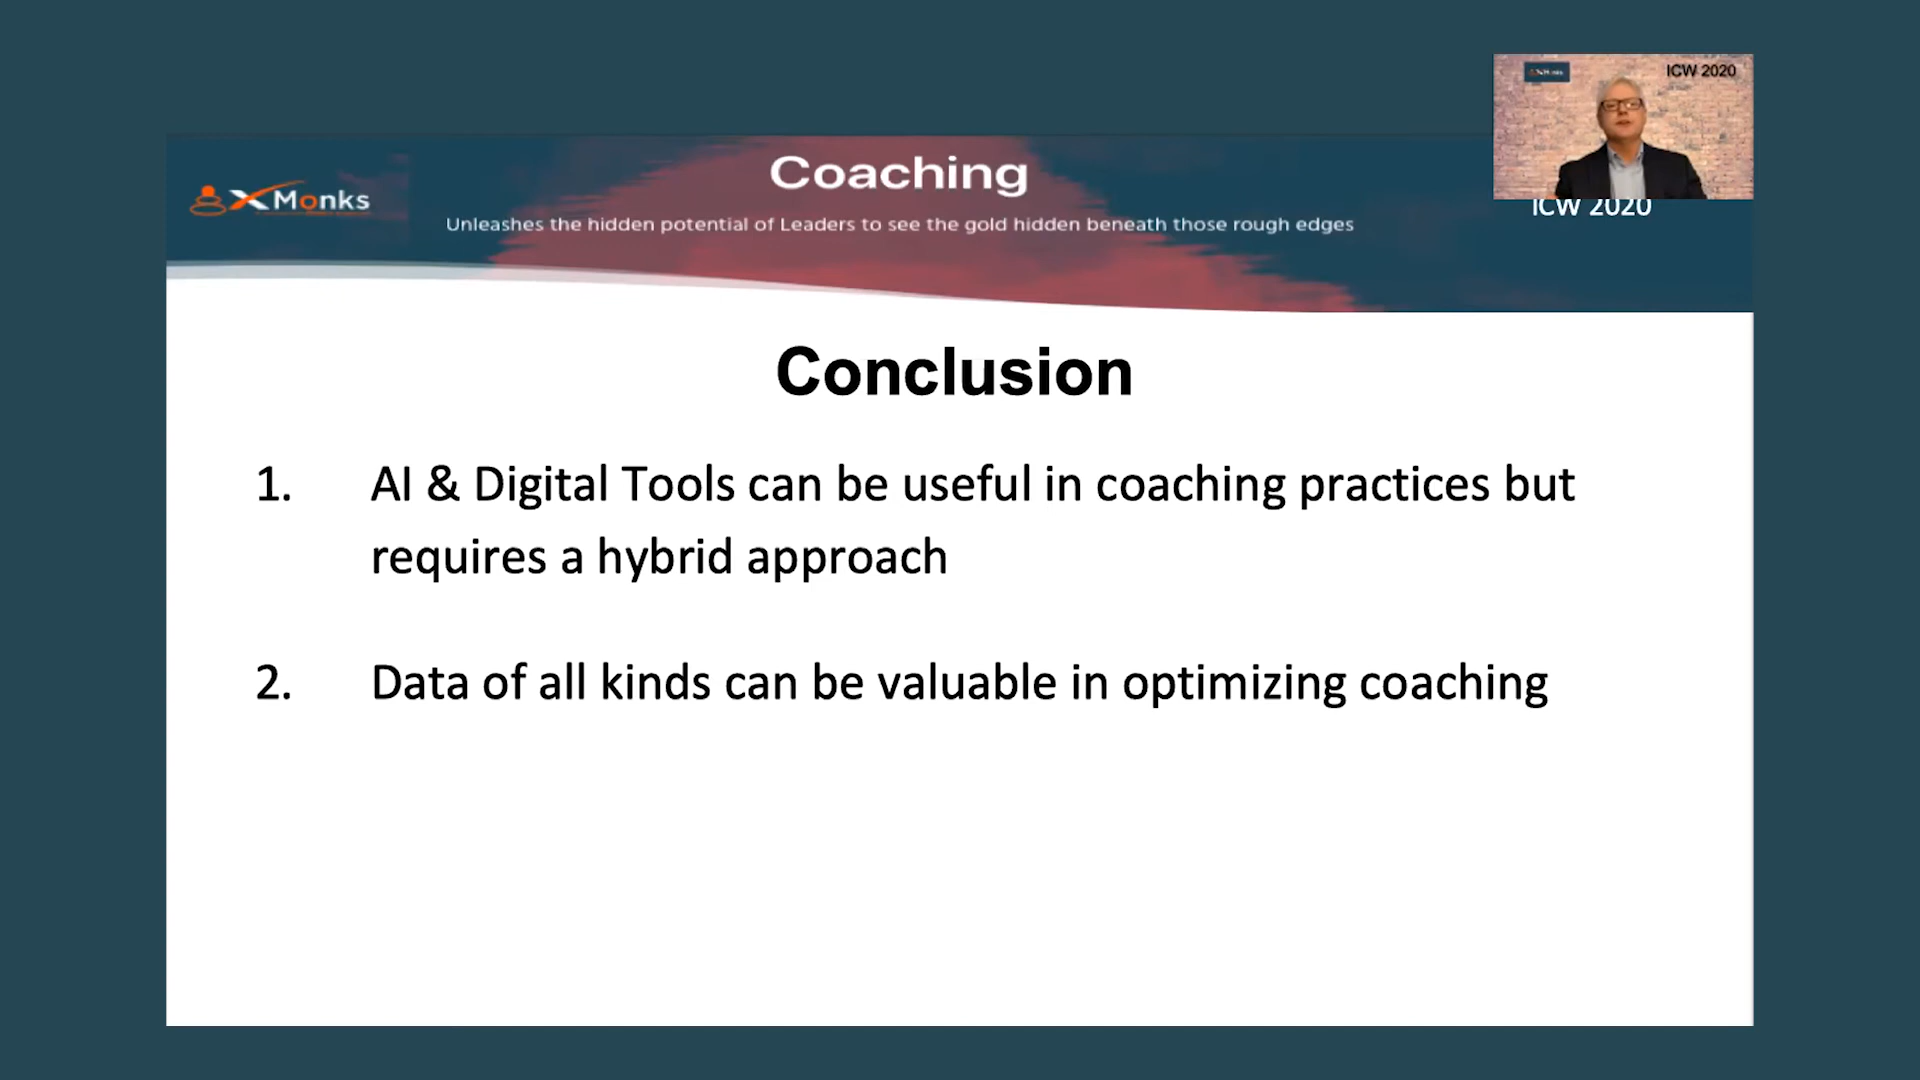 ICW 2020
Coaching
XMonks
Unleashes the hidden potential of Leaders to see the gold hidden beneath those rough edges
ICW 2020
Conclusion
1. AI & Digital Tools can be useful in coaching practices but
requires a hybrid approach
2. Data of all kinds can be valuable in optimizing coaching